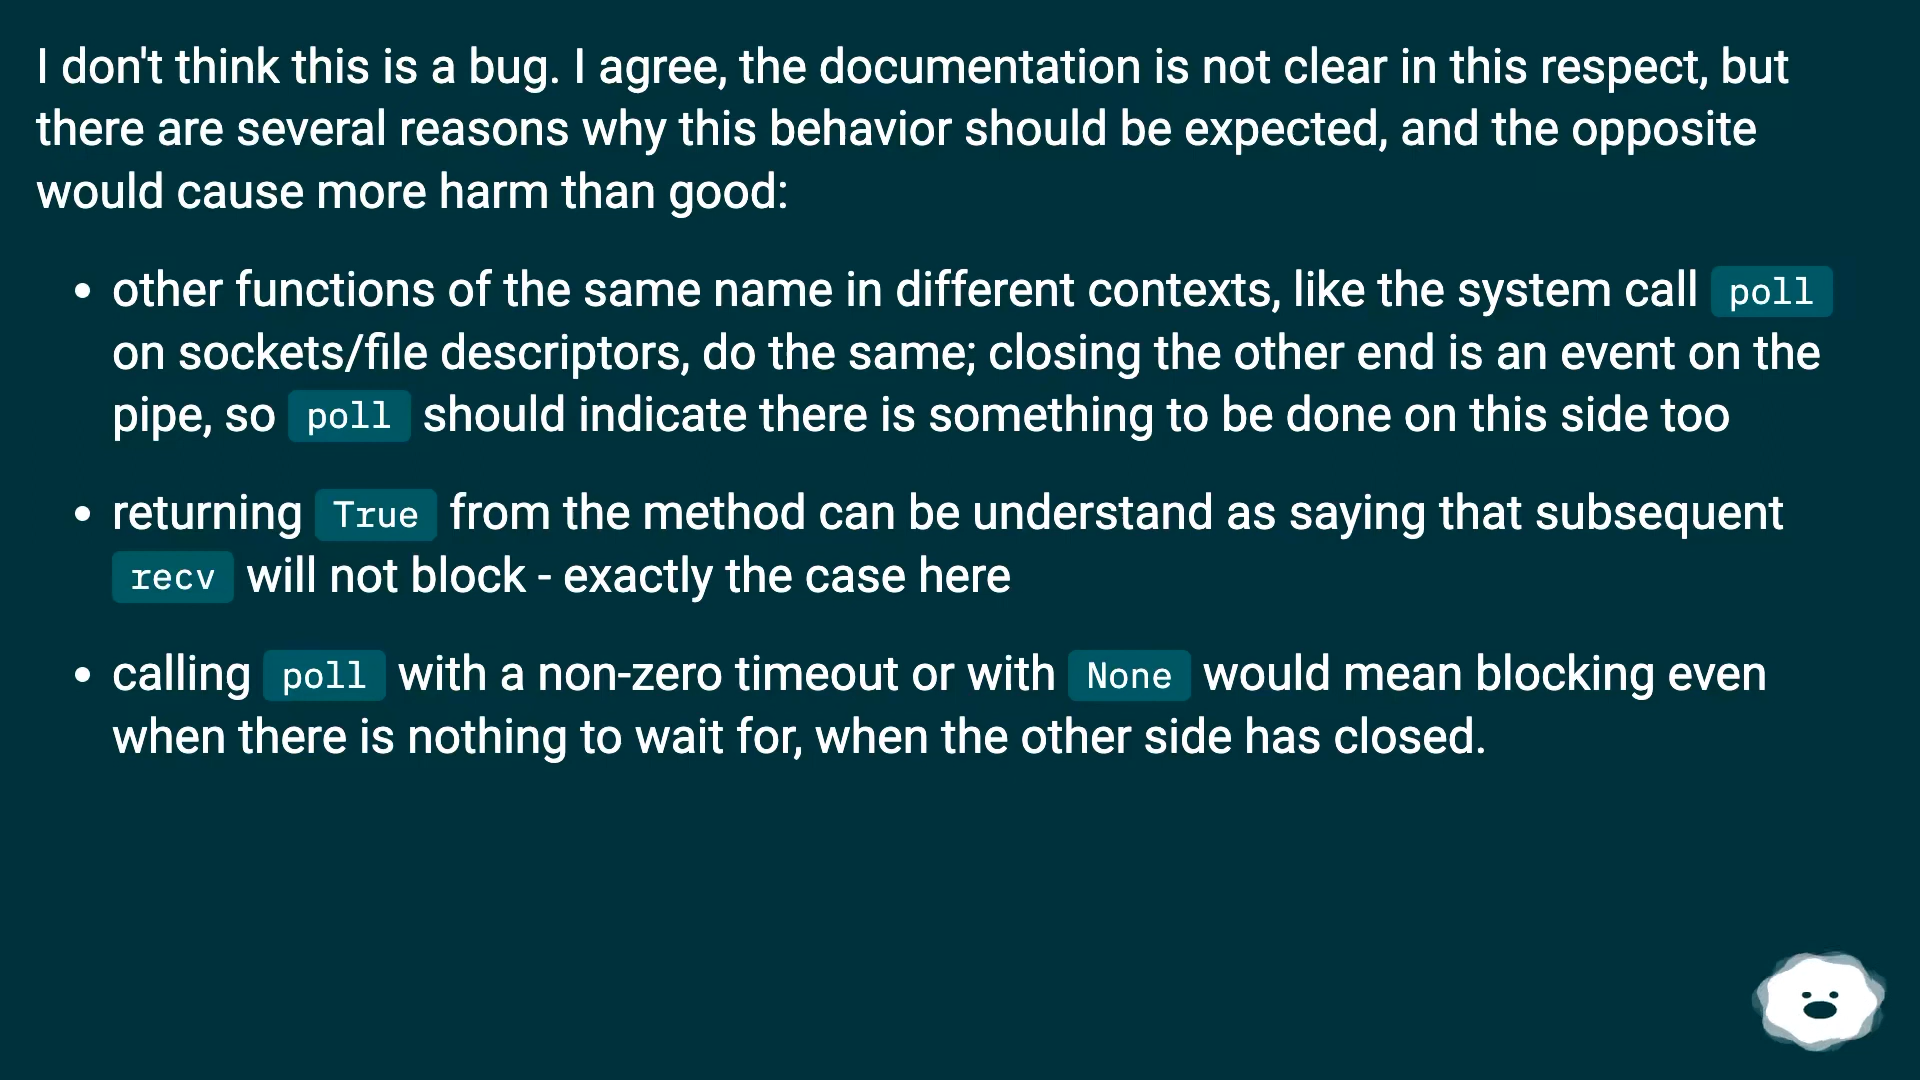 I don't think this is a bug. I agree, the documentation is not clear in this respect, but
there are several reasons why this behavior should be expected, and the opposite
would cause more harm than good:
• other functions of the same name in different contexts, like the system call poll
on sockets/file descriptors, do the same; closing the other end is an event on the
pipe, so poll should indicate there is something to be done on this side too
• returning True from the method can be understand as saying that subsequent
recv will not block - exactly the case here
• calling poll with a non-zero timeout or with None would mean blocking even
when there is nothing to wait for, when the other side has closed.